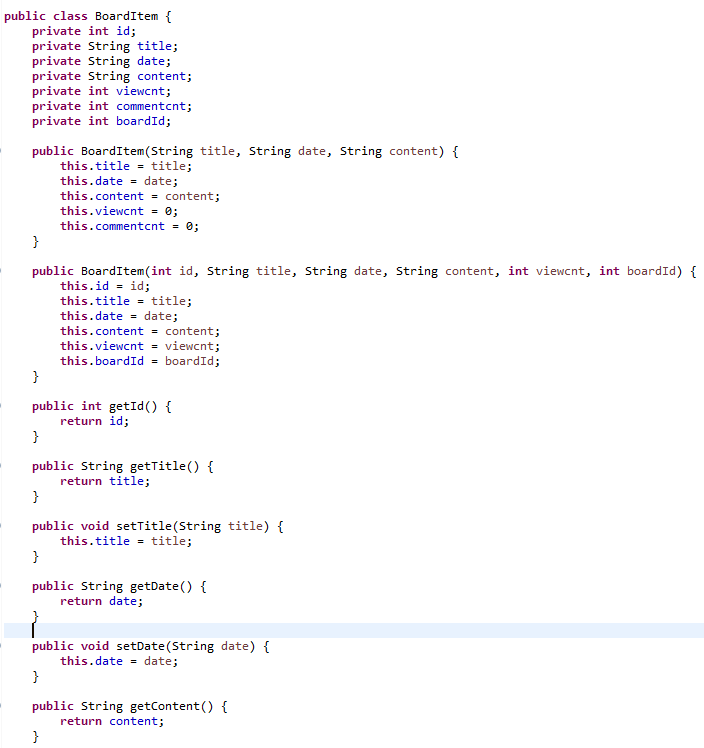 public class BoardItem {
    private int id;
    private String title;
    private String date;
    private String content;
    private int viewcnt;
    private int commentcnt;
    private int boardId;

    public BoardItem(String title, String date, String content) {
        this.title = title;
        this.date = date;
        this.content = content;
        this.viewcnt = 0;
        this.commentcnt = 0;
    }

    public BoardItem(int id, String title, String date, String content, int viewcnt, int boardId) {
        this.id = id;
        this.title = title;
        this.date = date;
        this.content = content;
        this.viewcnt = viewcnt;
        this.boardId = boardId;
    }

    public int getId() {
        return id;
    }

    public String getTitle() {
        return title;
    }

    public void setTitle(String title) {
        this.title = title;
    }

    public String getDate() {
        return date;
    }

    public void setDate(String date) {
        this.date = date;
    }

    public String getContent() {
        return content;
    }